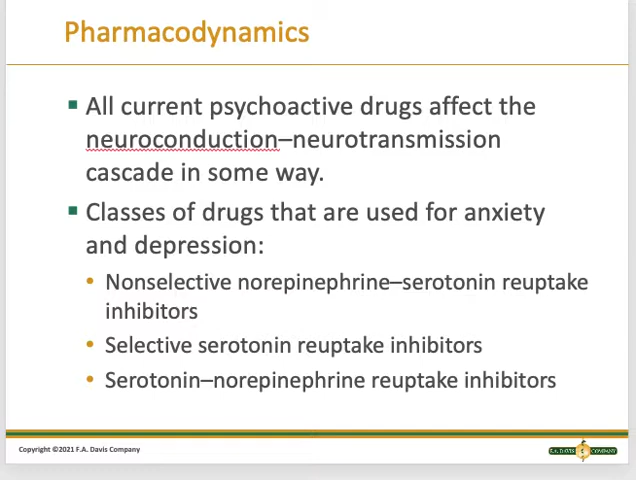 Pharmacodynamics
▪ All current psychoactive drugs affect the
neuroconduction–neurotransmission
cascade in some way.
▪ Classes of drugs that are used for anxiety
and depression:
• Nonselective norepinephrine–serotonin reuptake
inhibitors
• Selective serotonin reuptake inhibitors
• Serotonin–norepinephrine reuptake inhibitors
Copyright ©2021 F.A. Davis Company
F.A. DAVIS COMPANY